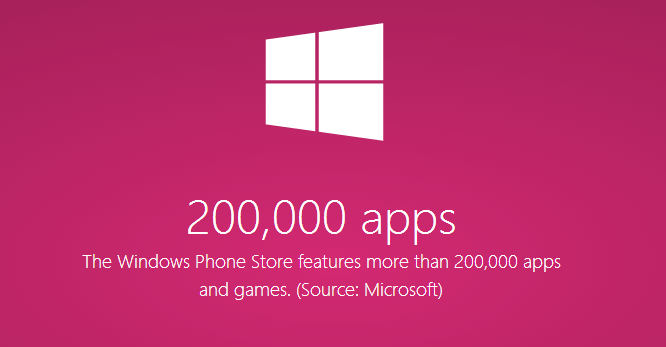 200,000 apps
The Windows Phone Store features more than 200,000 apps
and games. (Source: Microsoft)